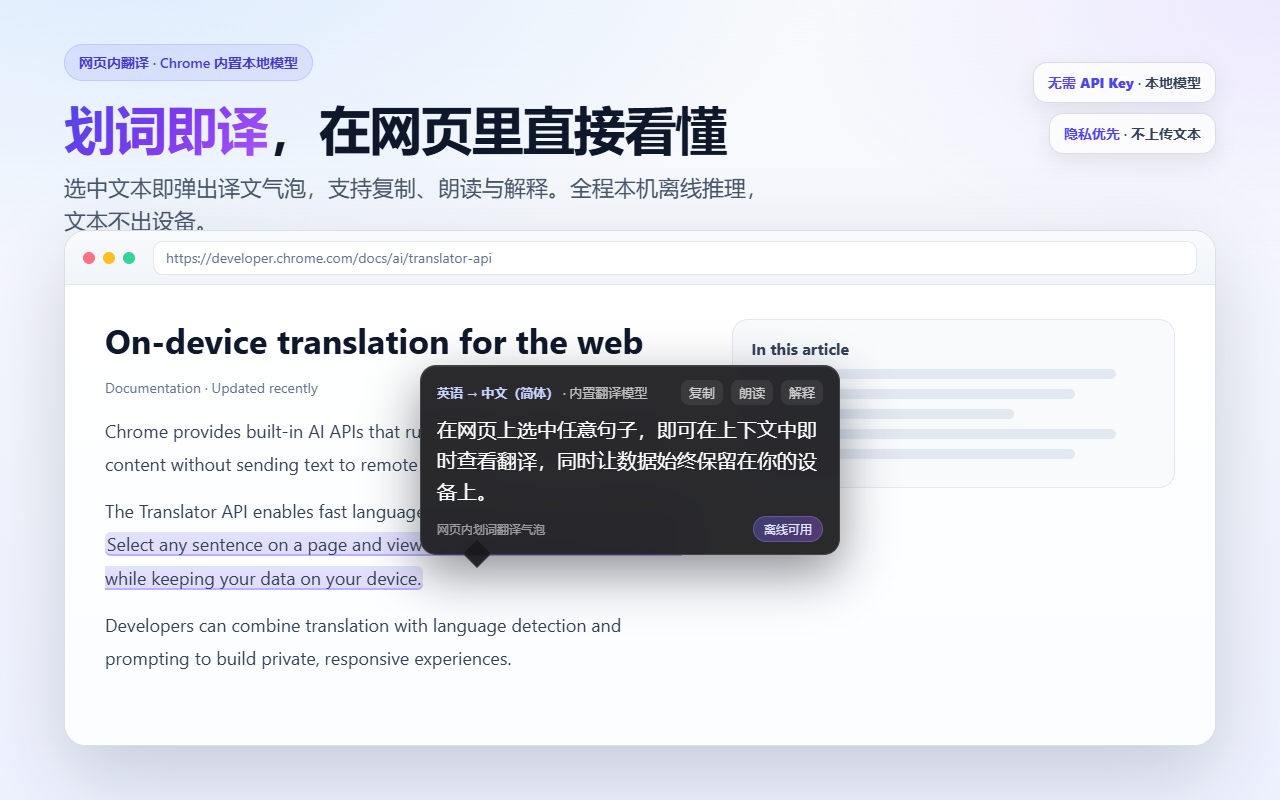 网页内翻译 · Chrome 内置本地模型
无需 API Key · 本地模型
划词即译，在网页里直接看懂
隐私优先 · 不上传文本
选中文本即弹出译文气泡，支持复制、朗读与解释。全程本机离线推理，
文本不出设备。
https://developer.chrome.com/docs/ai/translator-api
On-device translation for the web
In this article
Documentation · Updated recently
英语 → 中文（简体） · 内置翻译模型 复制 朗读 解释
在网页上选中任意句子，即可在上下文中即
时查看翻译，同时让数据始终保留在你的设
备上。
网页内划词翻译气泡 离线可用
Chrome provides built-in AI APIs that ru
content without sending text to remote
The Translator API enables fast language
Select any sentence on a page and view
while keeping your data on your device.
Developers can combine translation with language detection and
prompting to build private, responsive experiences.